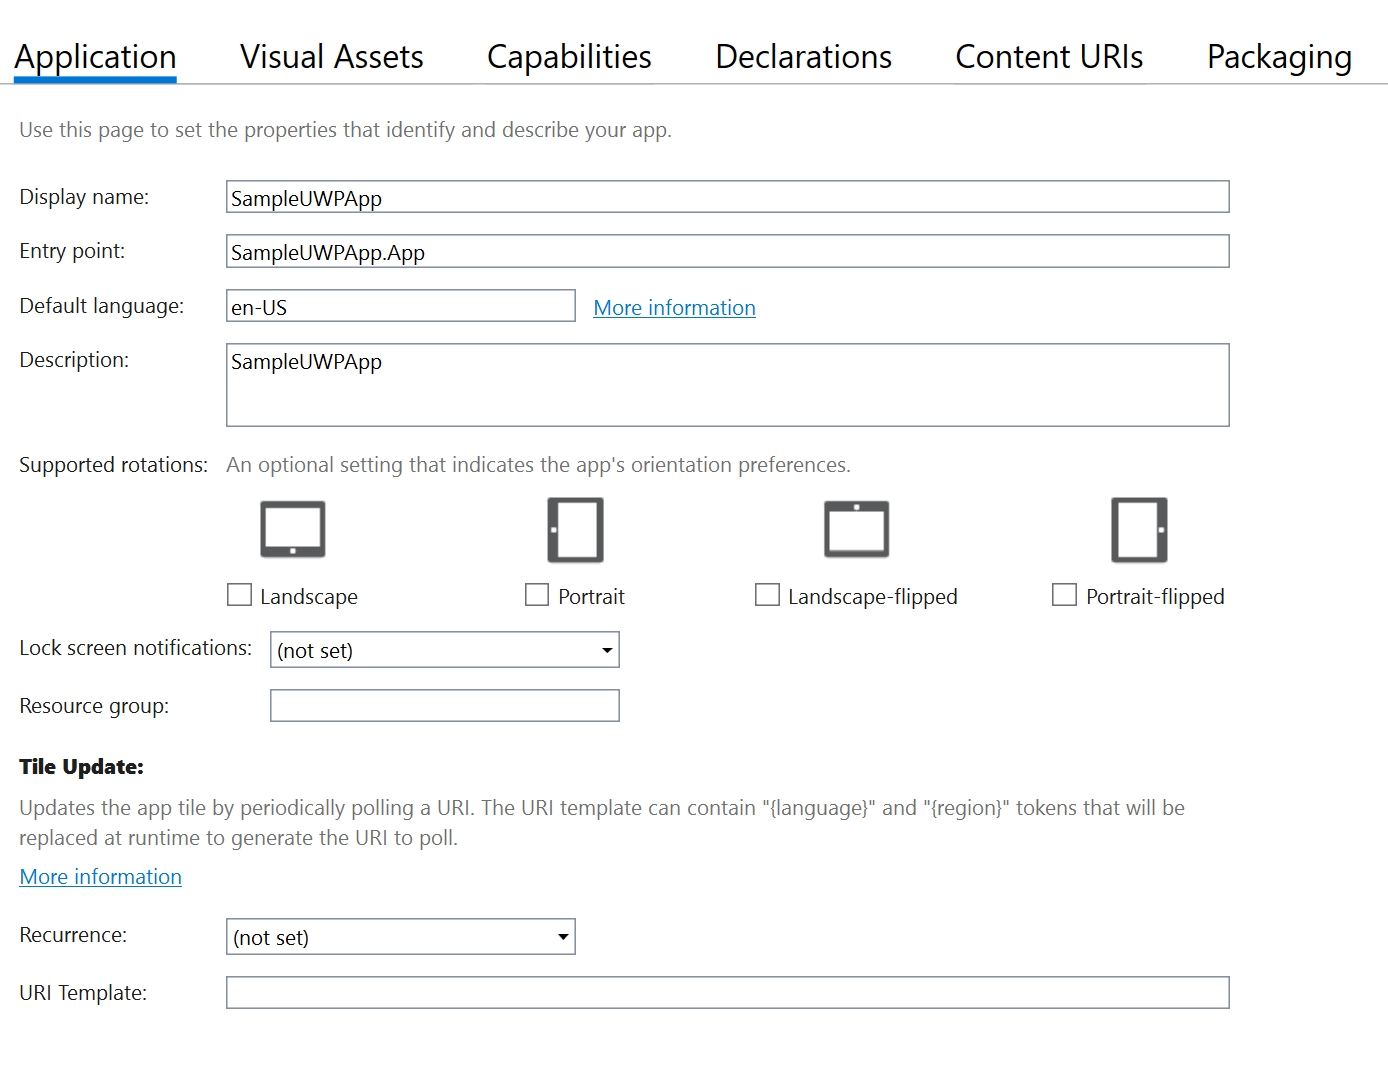 Application Visual Assets Capabilities Declarations Content URIs Packaging
Use this page to set the properties that identify and describe your app.
Display name: SampleUWPApp
Entry point: SampleUWPApp.App
Default language: en-US More information
Description: SampleUWPApp
Supported rotations: An optional setting that indicates the app's orientation preferences.
Landscape Portrait Landscape-flipped Portrait-flipped
Lock screen notifications: (not set)
Resource group:
Tile Update:
Updates the app tile by periodically polling a URI. The URI template can contain "{language}" and "{region}" tokens that will be
replaced at runtime to generate the URI to poll.
More information
Recurrence: (not set)
URI Template: